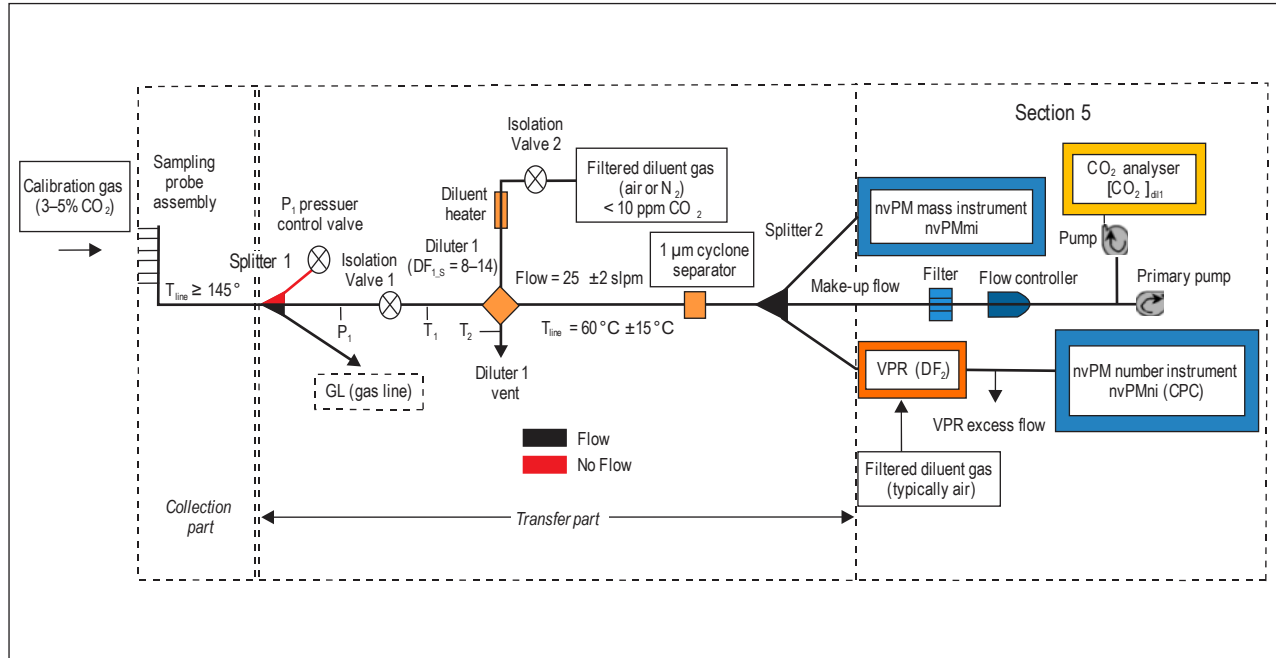 Section 5
Calibration gas
(3–5% CO2)
Sampling
probe
assembly
P1 pressuer
control valve
Splitter 1
Tline ≥ 145°
Isolation
Valve 1
P1
T1
T2
GL (gas line)
Isolation
Valve 2
Diluent
heater
Filtered diluent gas
(air or N2)
< 10 ppm CO2
Diluter 1
(DF1_S = 8–14)
Flow = 25 ±2 slpm
Tline = 60 °C ±15 °C
Diluter 1
vent
1 µm cyclone
separator
Splitter 2
nvPM mass instrument
nvPMmi
CO2 analyser
[CO2]dil1
Pump
Make-up flow
Filter
Flow controller
Primary pump
VPR (DF2)
VPR excess flow
nvPM number instrument
nvPMni (CPC)
Filtered diluent gas
(typically air)
Flow
No Flow
Collection
part
Transfer part